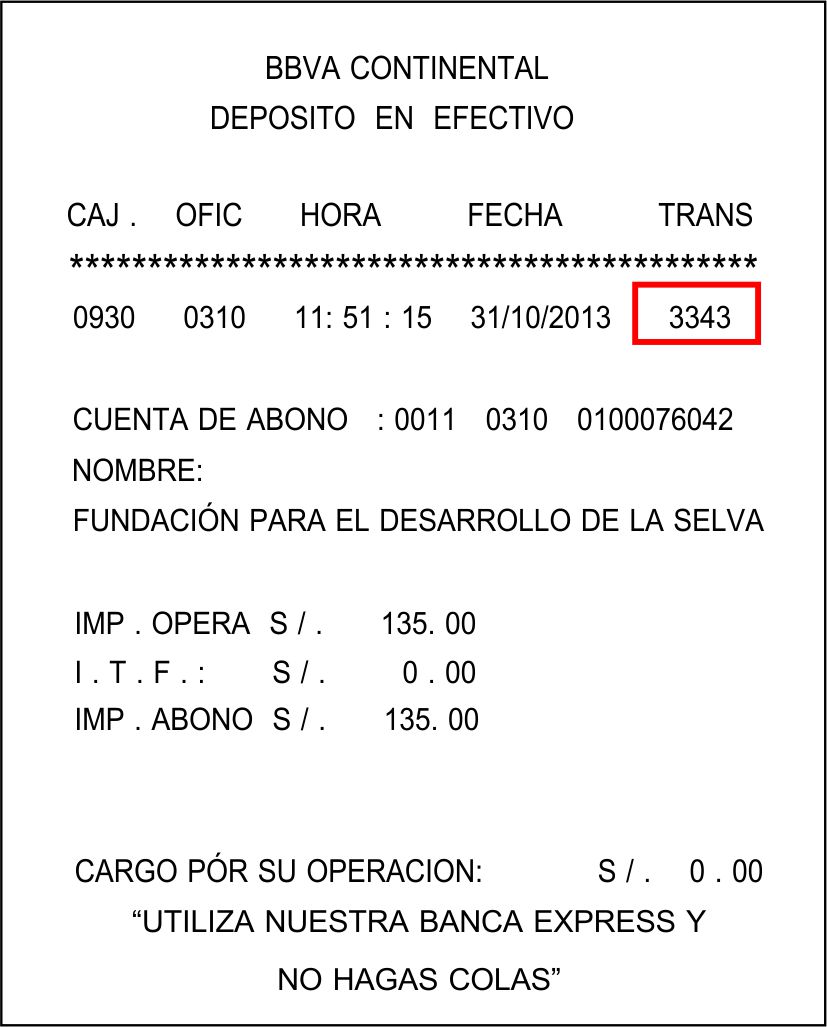 BBVA CONTINENTAL
DEPOSITO EN EFECTIVO
CAJ . OFIC HORA FECHA TRANS
********************************************
0930 0310 11: 51 : 15 31/10/2013 3343
CUENTA DE ABONO : 0011 0310 0100076042
NOMBRE:
FUNDACIÓN PARA EL DESARROLLO DE LA SELVA
IMP . OPERA S / . 135. 00
I . T . F . : S / . 0 . 00
IMP . ABONO S / . 135. 00
CARGO PÓR SU OPERACION: S / . 0 . 00
“UTILIZA NUESTRA BANCA EXPRESS Y
NO HAGAS COLAS”